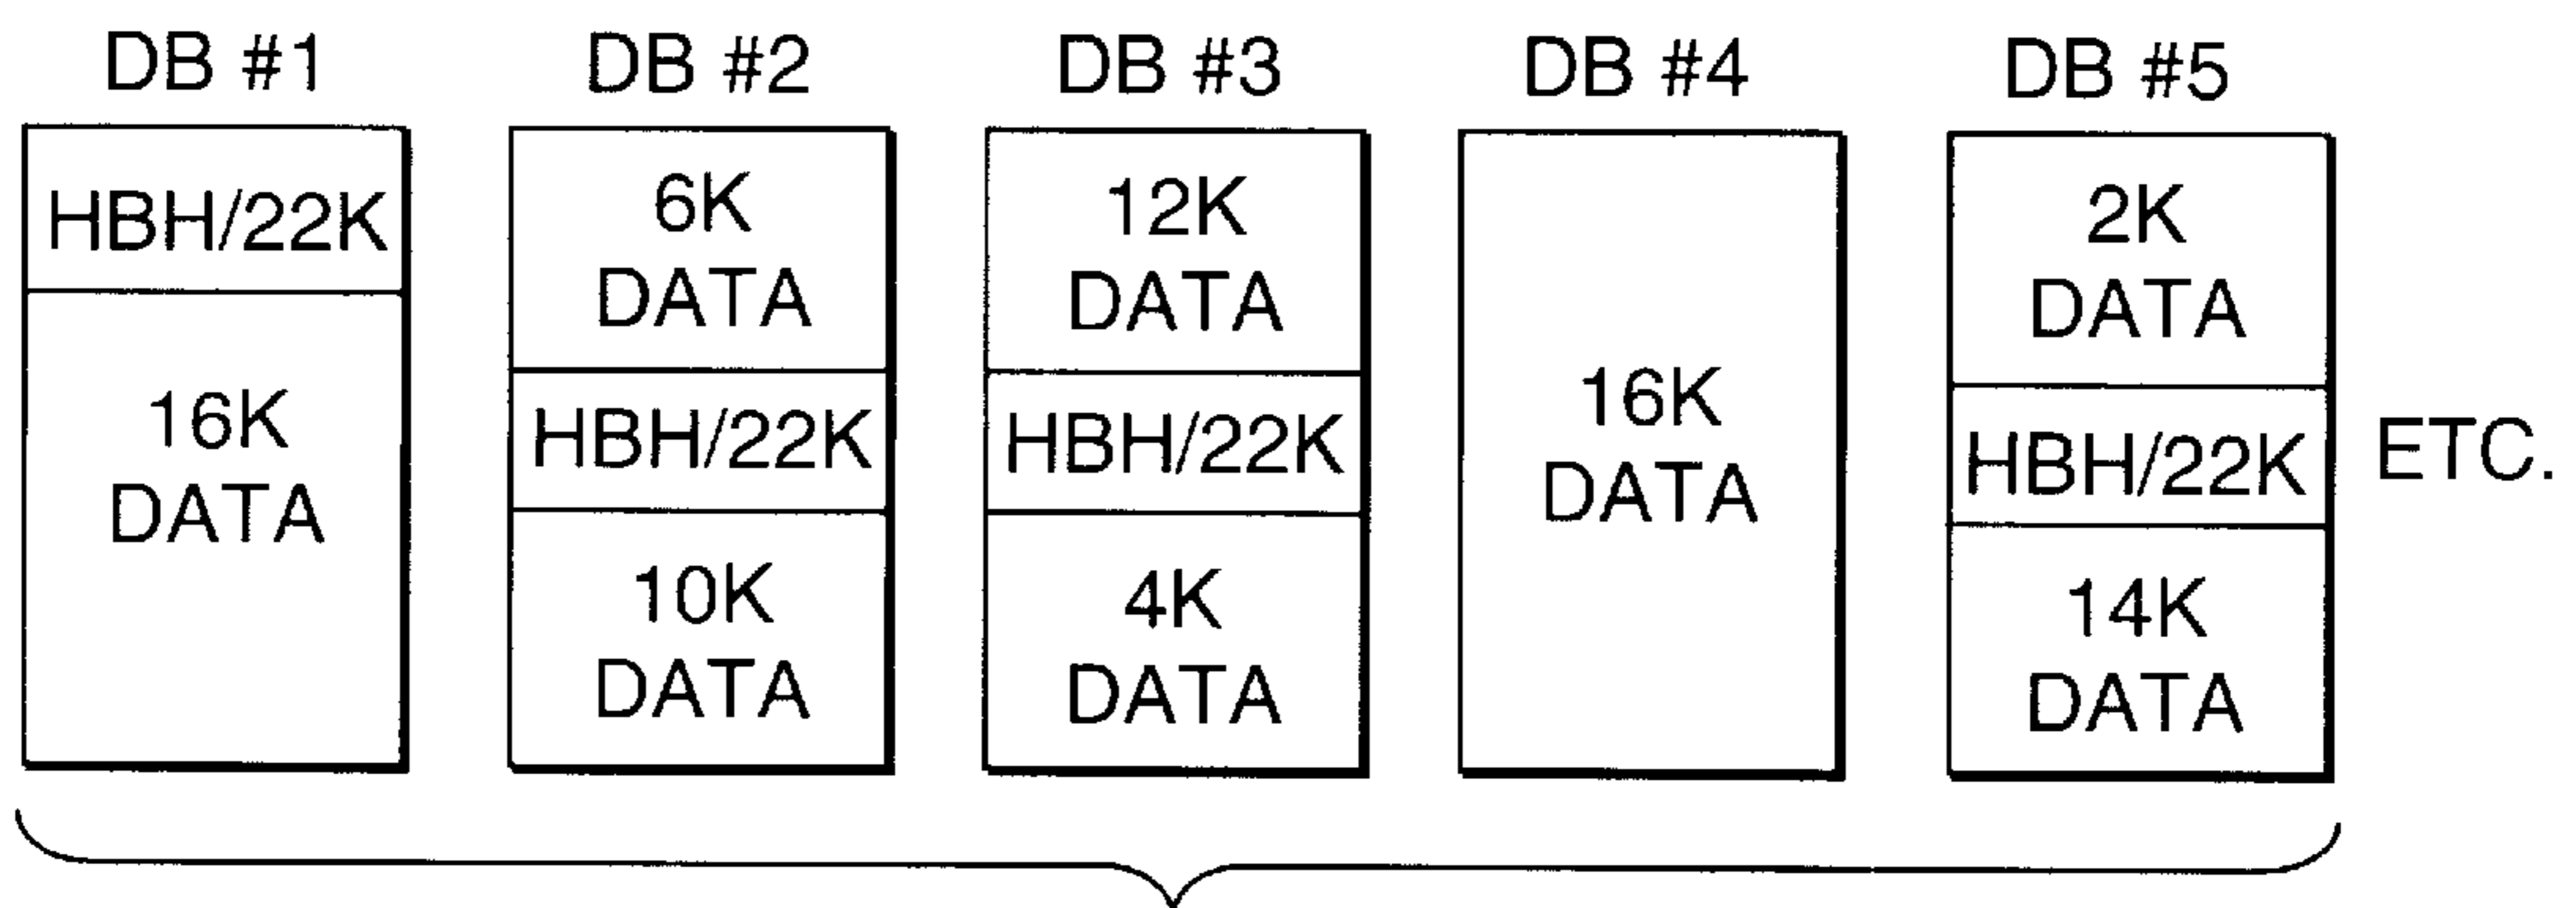 DB #1
HBH/22K
16K
DATA
DB #2
6K
DATA
HBH/22K
10K
DATA
DB #3
12K
DATA
HBH/22K
4K
DATA
DB #4
16K
DATA
DB #5
2K
DATA
HBH/22K
14K
DATA
ETC.